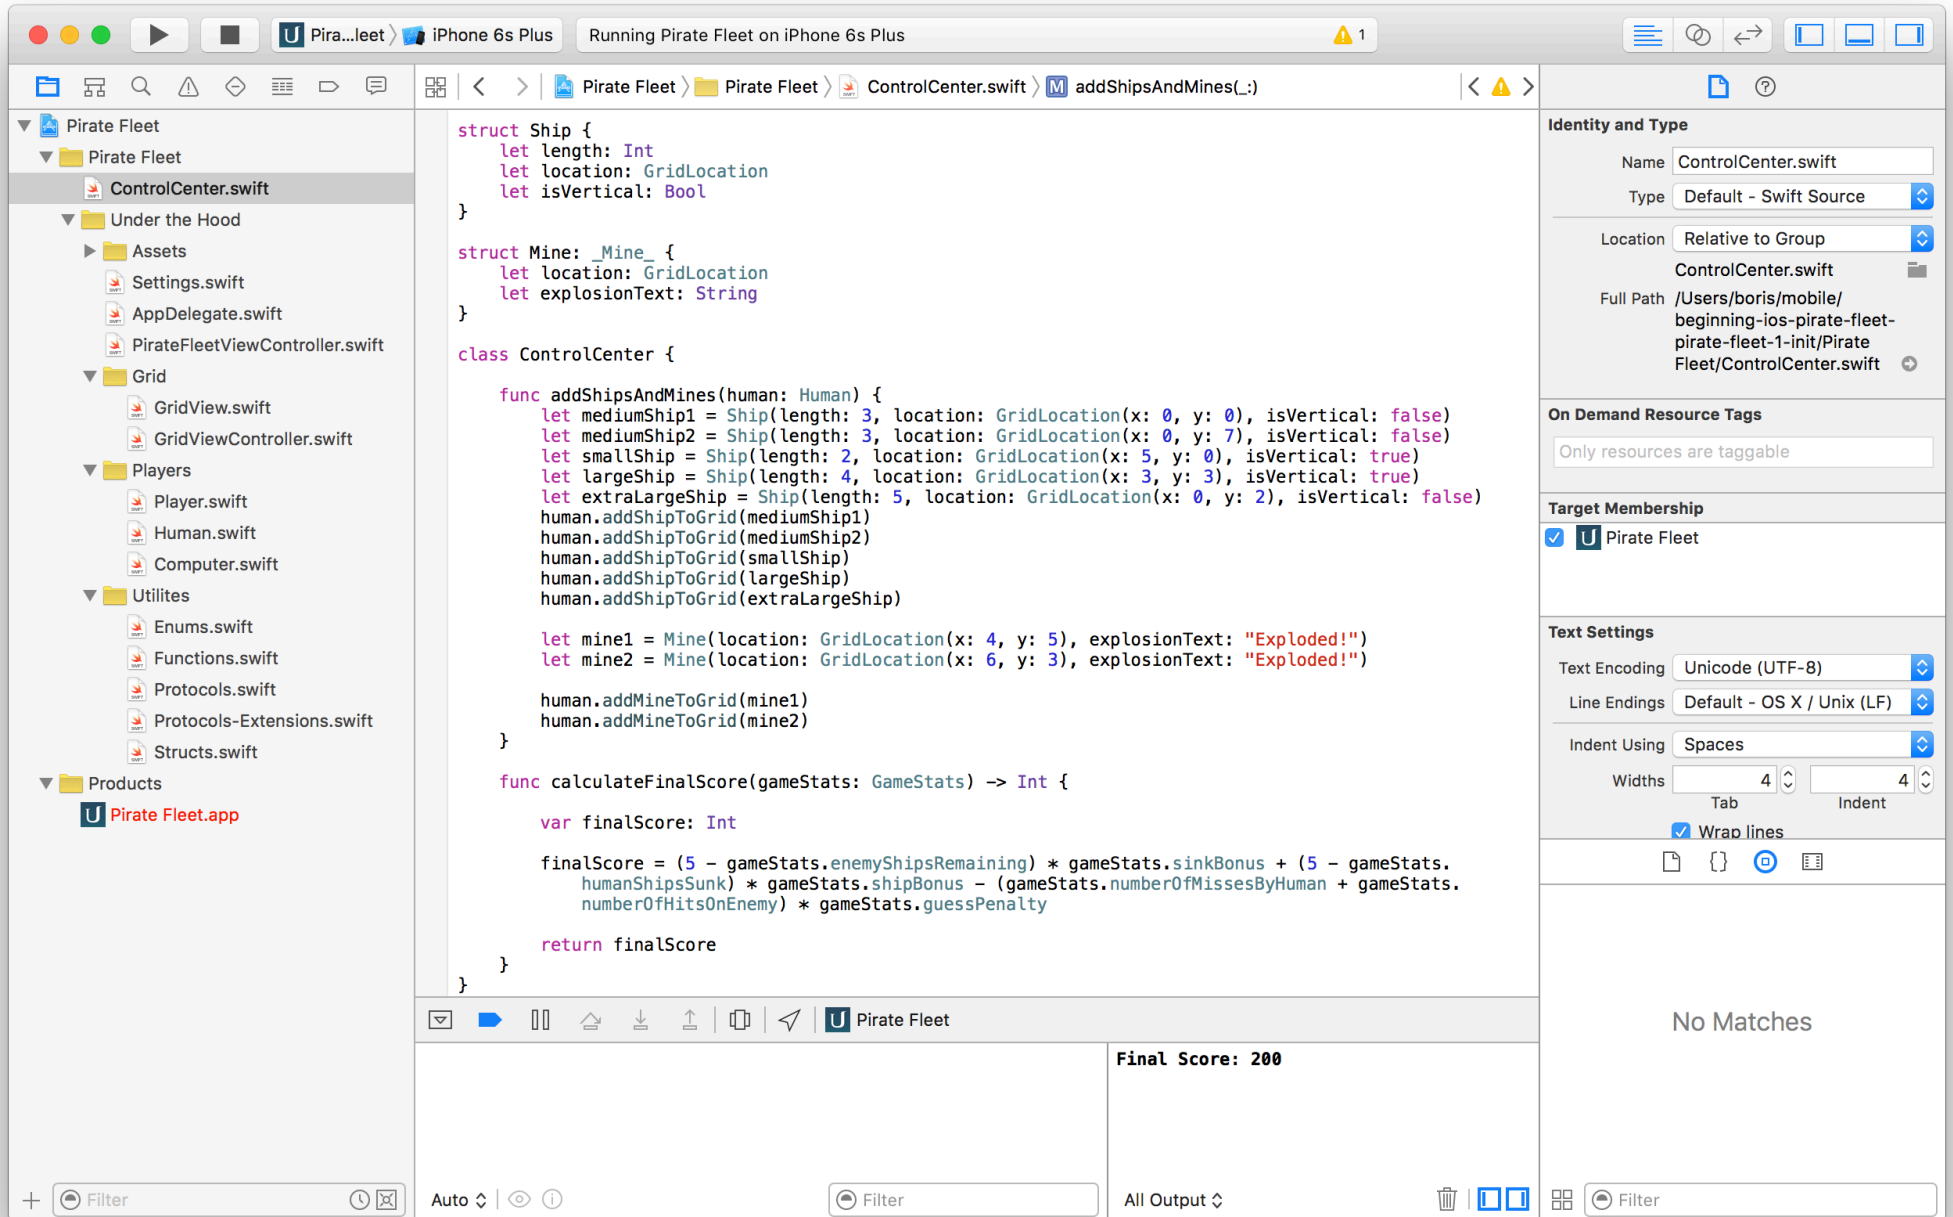 Pira...leet
iPhone 6s Plus
Running Pirate Fleet on iPhone 6s Plus
1
Pirate Fleet
Pirate Fleet
ControlCenter.swift
M
addShipsAndMines(_:)
Pirate Fleet
Pirate Fleet
ControlCenter.swift
Under the Hood
Assets
Settings.swift
AppDelegate.swift
PirateFleetViewController.swift
Grid
GridView.swift
GridViewController.swift
Players
Player.swift
Human.swift
Computer.swift
Utilites
Enums.swift
Functions.swift
Protocols.swift
Protocols-Extensions.swift
Structs.swift
Products
Pirate Fleet.app
Filter
struct Ship {
let length: Int
let location: GridLocation
let isVertical: Bool
}
struct Mine: _Mine_ {
let location: GridLocation
let explosionText: String
}
class ControlCenter {
func addShipsAndMines(human: Human) {
let mediumShip1 = Ship(length: 3, location: GridLocation(x: 0, y: 0), isVertical: false)
let mediumShip2 = Ship(length: 3, location: GridLocation(x: 0, y: 7), isVertical: false)
let smallShip = Ship(length: 2, location: GridLocation(x: 5, y: 0), isVertical: true)
let largeShip = Ship(length: 4, location: GridLocation(x: 3, y: 3), isVertical: true)
let extraLargeShip = Ship(length: 5, location: GridLocation(x: 0, y: 2), isVertical: false)
human.addShipToGrid(mediumShip1)
human.addShipToGrid(mediumShip2)
human.addShipToGrid(smallShip)
human.addShipToGrid(largeShip)
human.addShipToGrid(extraLargeShip)
let mine1 = Mine(location: GridLocation(x: 4, y: 5), explosionText: "Exploded!")
let mine2 = Mine(location: GridLocation(x: 6, y: 3), explosionText: "Exploded!")
human.addMineToGrid(mine1)
human.addMineToGrid(mine2)
}
func calculateFinalScore(gameStats: GameStats) -> Int {
var finalScore: Int
finalScore = (5 - gameStats.enemyShipsRemaining) * gameStats.sinkBonus + (5 - gameStats.
humanShipsSunk) * gameStats.shipBonus - (gameStats.numberOfMissesByHuman + gameStats.
numberOfHitsOnEnemy) * gameStats.guessPenalty
return finalScore
}
}
Pirate Fleet
Final Score: 200
Auto
Filter
All Output
Identity and Type
Name ControlCenter.swift
Type Default - Swift Source
Location Relative to Group
ControlCenter.swift
Full Path /Users/boris/mobile/
beginning-ios-pirate-fleet-
pirate-fleet-1-init/Pirate
Fleet/ControlCenter.swift
On Demand Resource Tags
Only resources are taggable
Target Membership
Pirate Fleet
Text Settings
Text Encoding Unicode (UTF-8)
Line Endings Default - OS X / Unix (LF)
Indent Using Spaces
Widths 4 4
Tab Indent
Wrap lines
No Matches
Filter